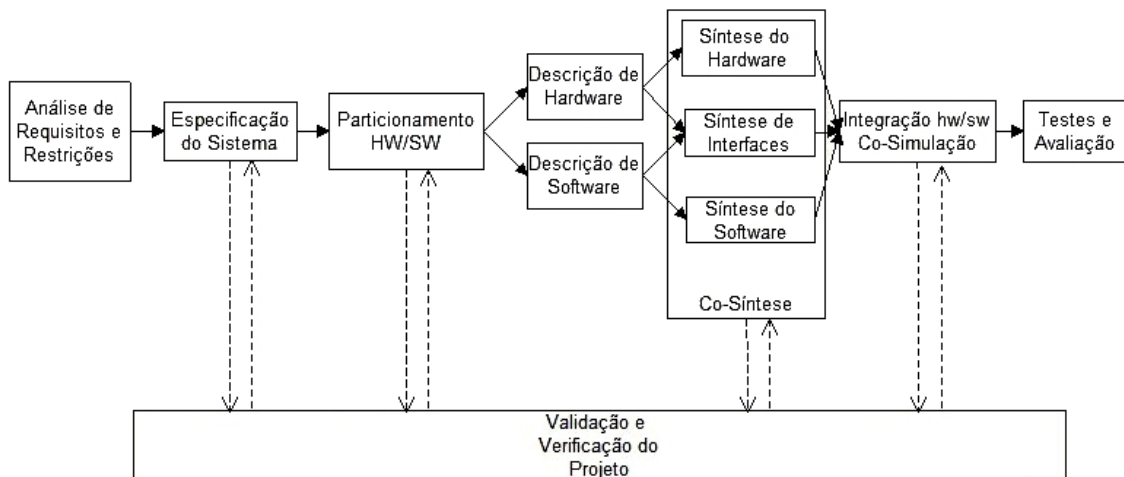 Análise de
Requisitos e
Restrições
Especificação
do Sistema
Particionamento
HW/SW
Descrição de
Hardware
Descrição de
Software
Síntese do
Hardware
Síntese de
Interfaces
Síntese do
Software
Co-Síntese
Integração hw/sw
Co-Simulação
Testes e
Avaliação
Validação e
Verificação do
Projeto